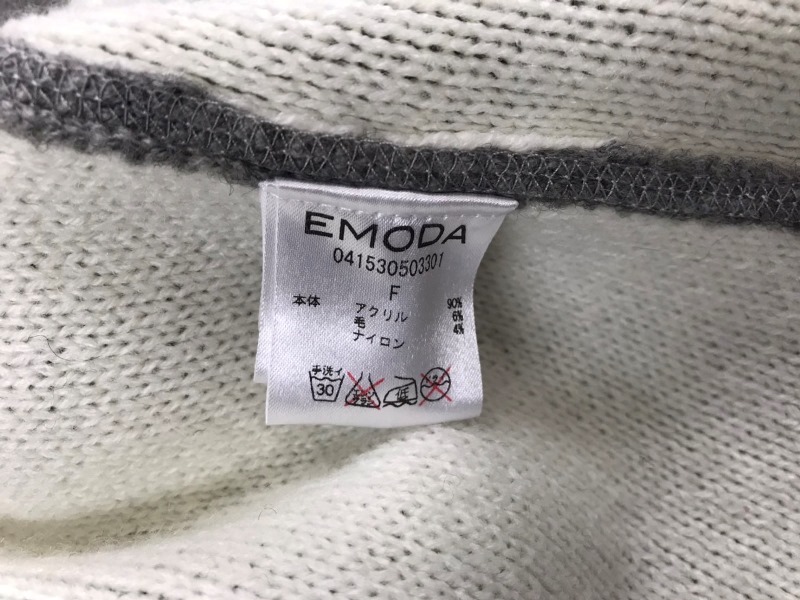 EMODA
041530503301
F
本体 アクリル 90%
毛 6%
ナイロン 4%
手洗イ
30
低